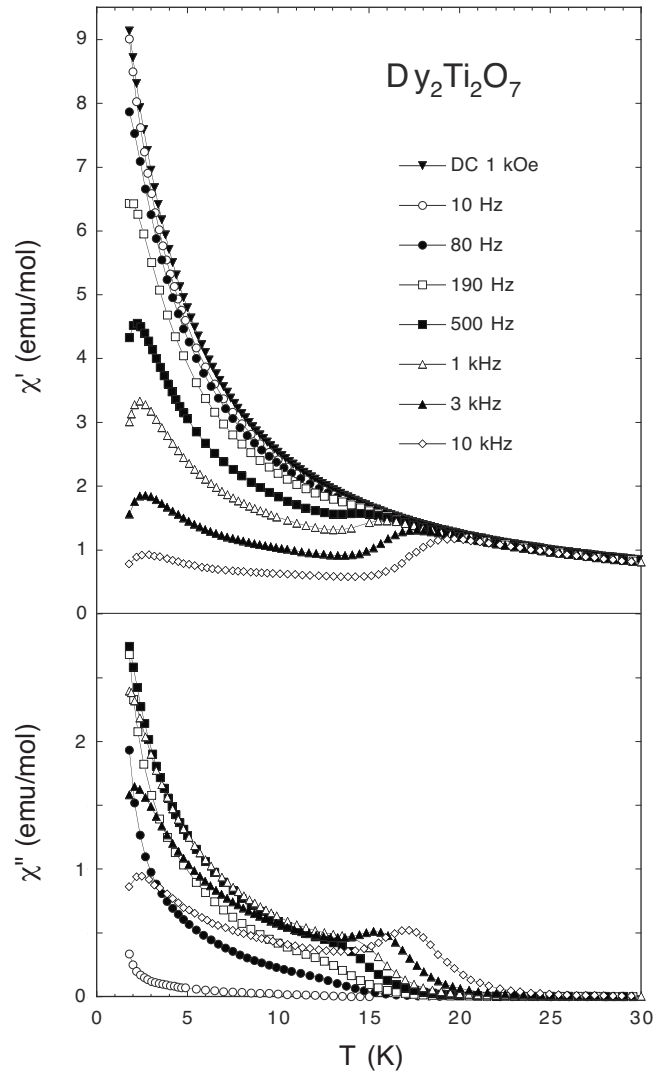 Dy₂Ti₂O₇
DC 1 kOe
10 Hz
80 Hz
190 Hz
500 Hz
1 kHz
3 kHz
10 kHz
χ' (emu/mol)
9
8
7
6
5
4
3
2
1
0
χ" (emu/mol)
2
1
0
0 5 10 15 20 25 30
T (K)